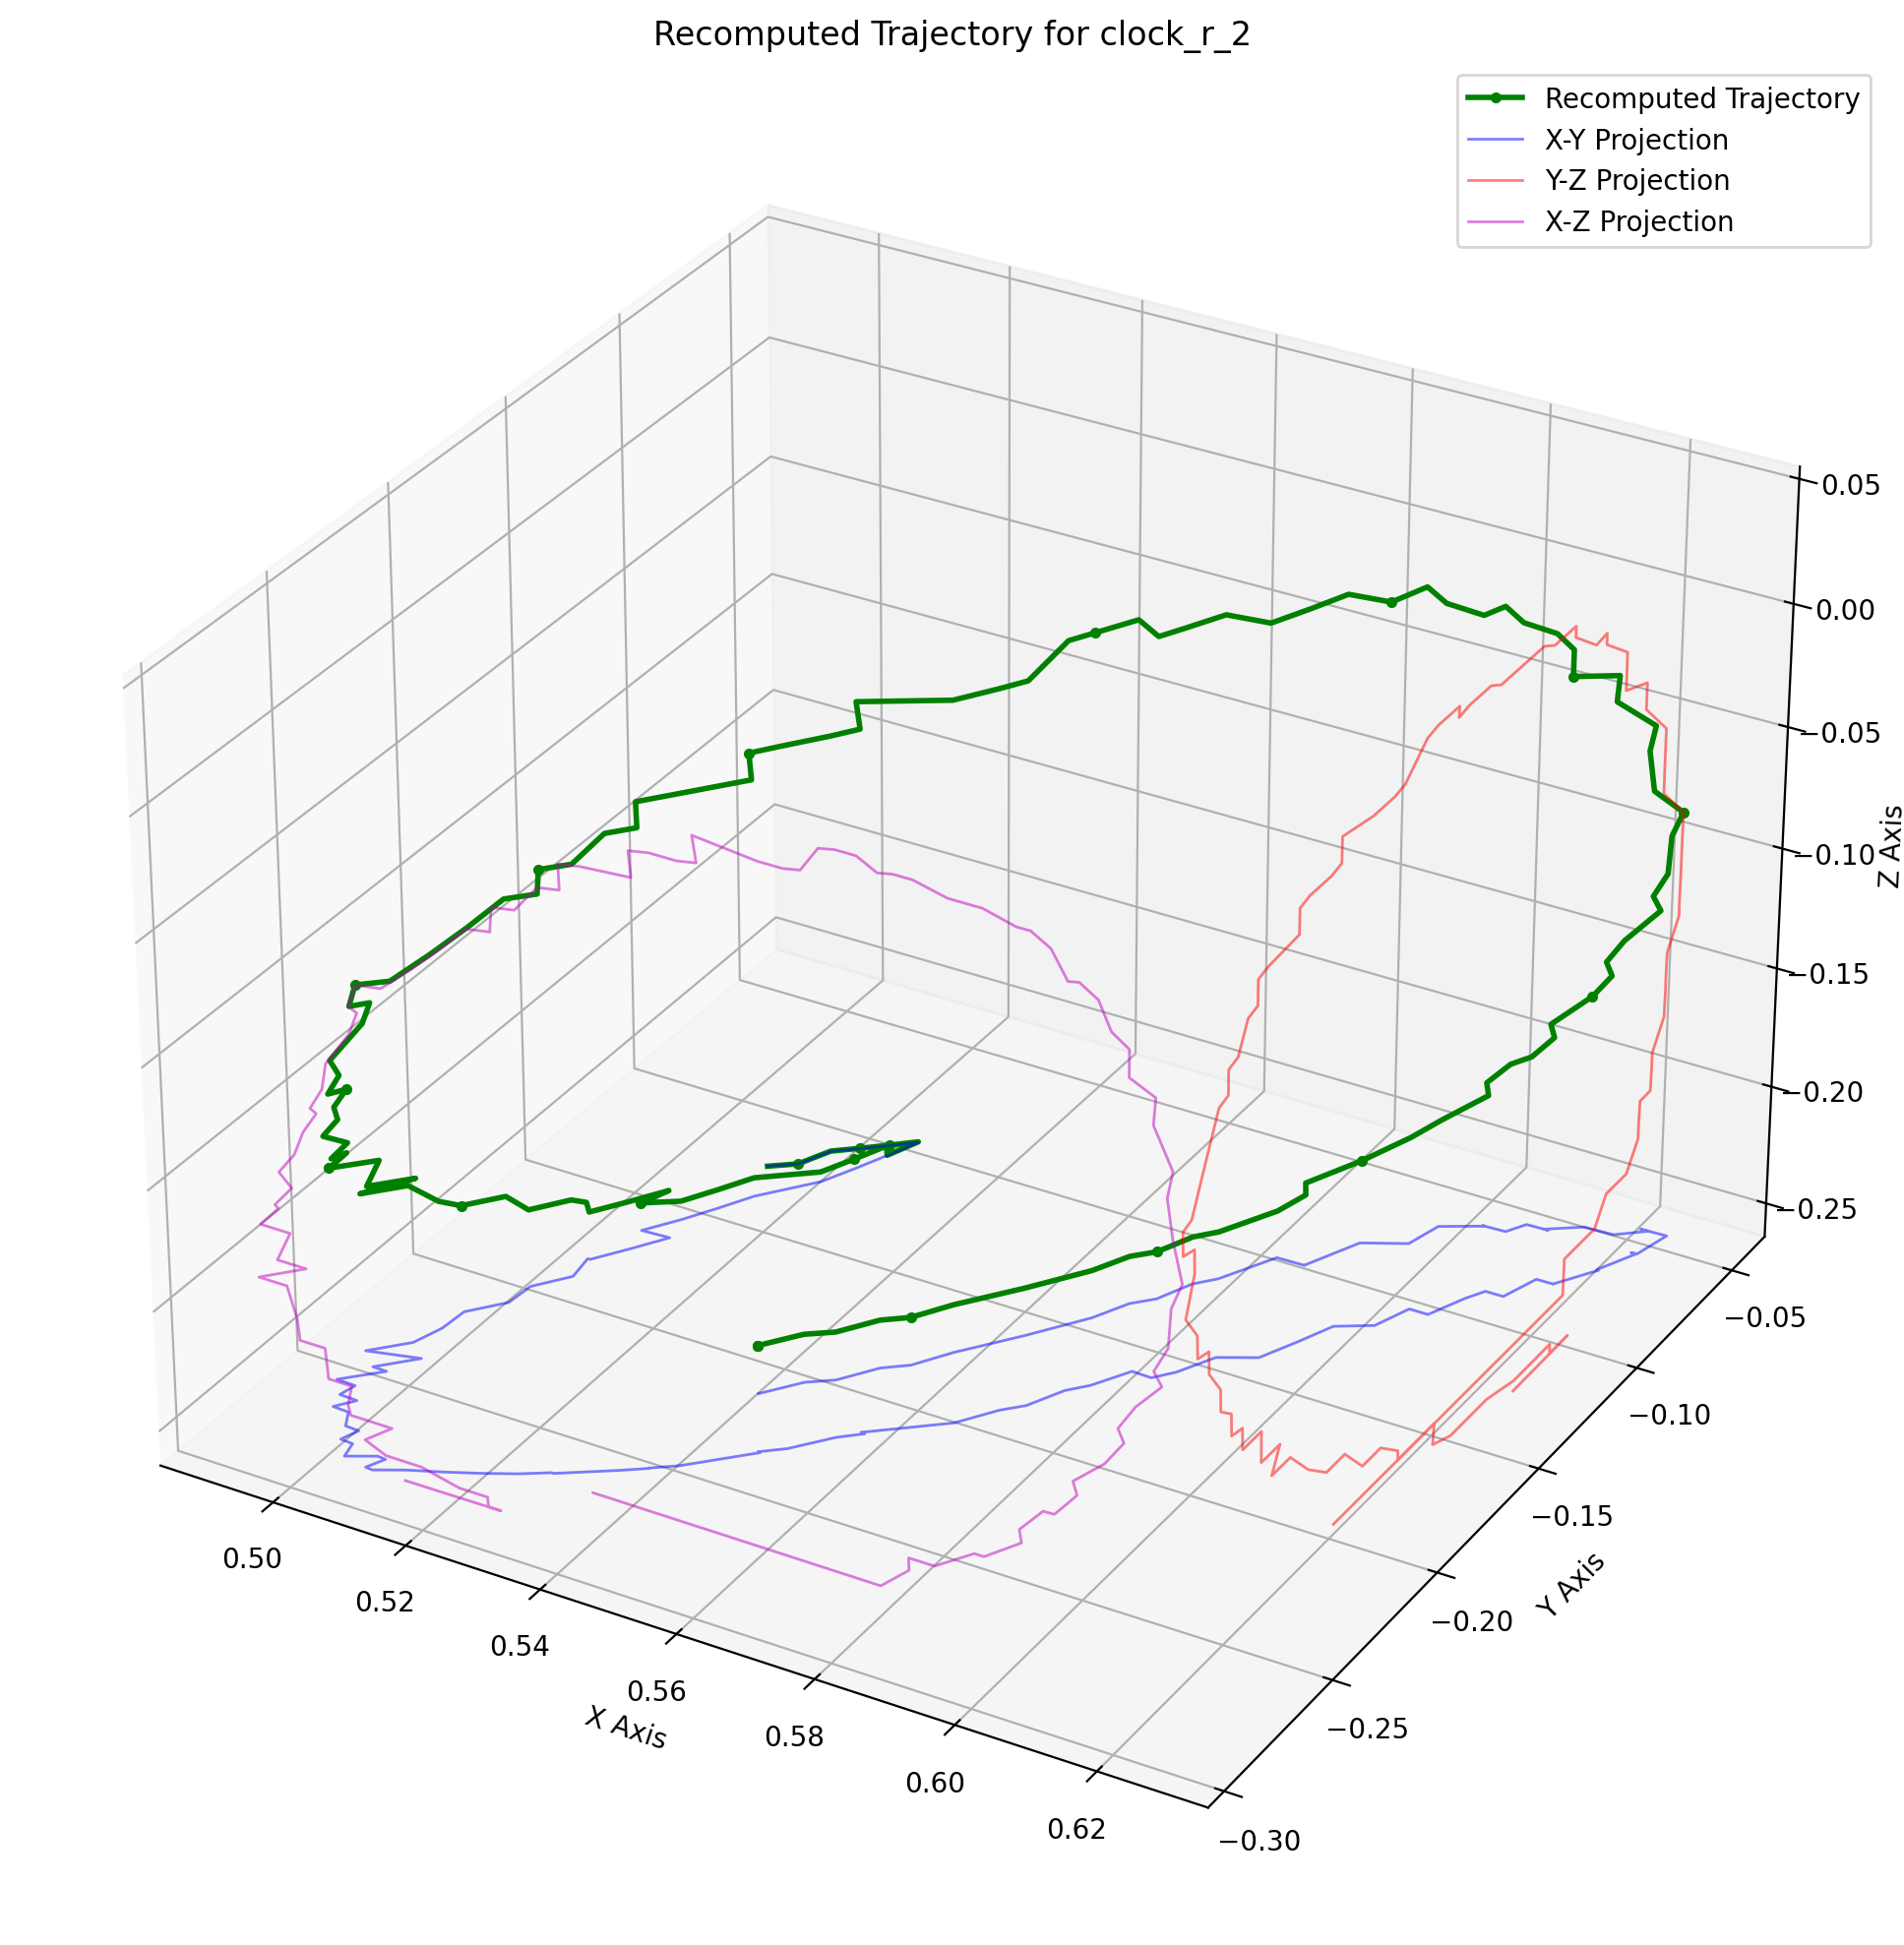 Recomputed Trajectory for clock_r_2
Recomputed Trajectory
X-Y Projection
Y-Z Projection
X-Z Projection
0.05
0.00
−0.05
−0.10
−0.15
−0.20
−0.25
Z Axis
−0.05
−0.10
−0.15
−0.20
−0.25
−0.30
Y Axis
0.50
0.52
0.54
0.56
0.58
0.60
0.62
X Axis